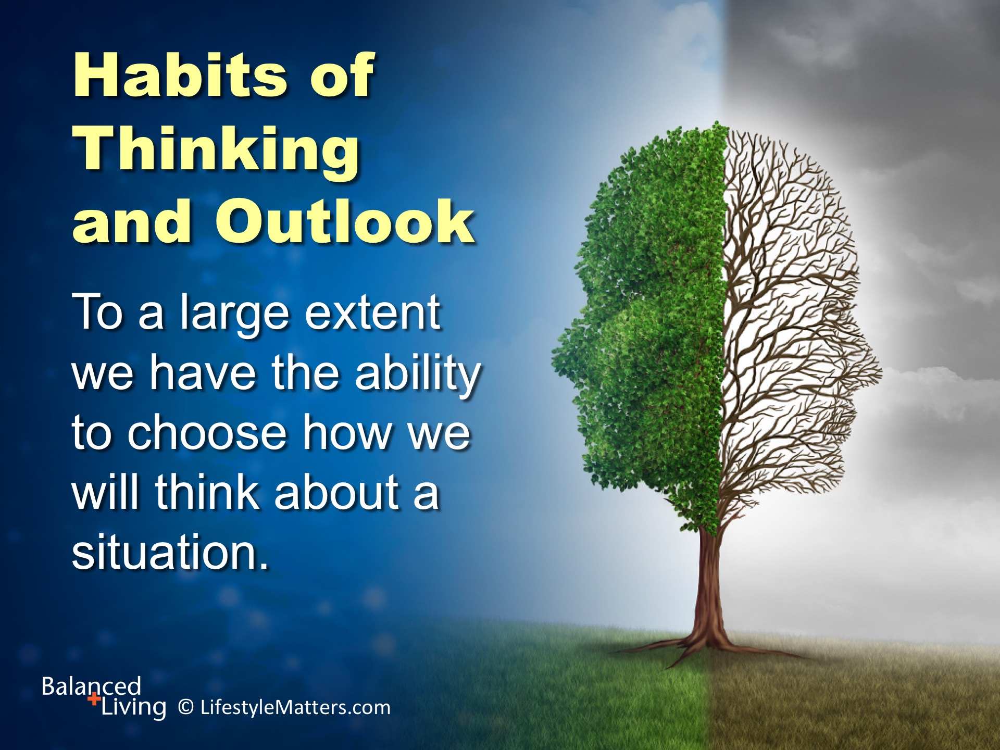 Habits of
Thinking
and Outlook
To a large extent
we have the ability
to choose how we
will think about a
situation.
Balanced
Living © LifestyleMatters.com